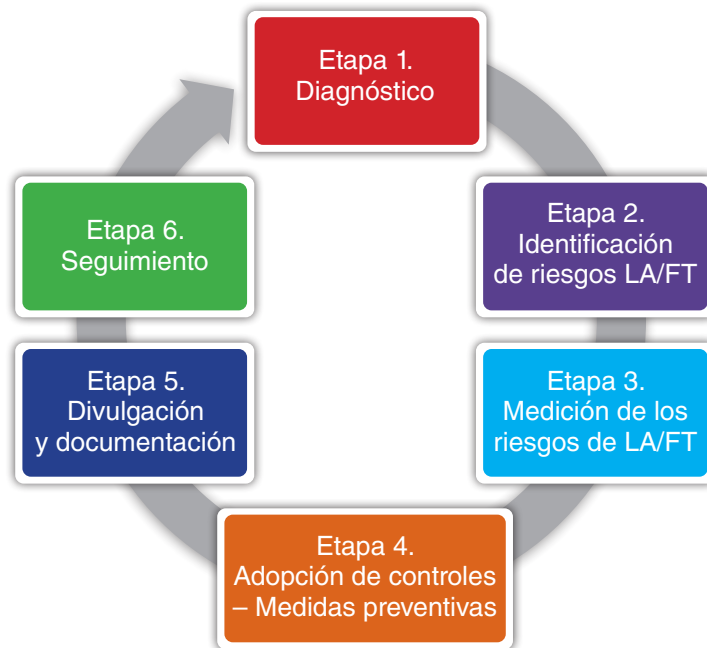 Etapa 1.
Diagnóstico
Etapa 2.
Identificación
de riesgos LA/FT
Etapa 3.
Medición de los
riesgos de LA/FT
Etapa 4.
Adopción de controles
– Medidas preventivas
Etapa 5.
Divulgación
y documentación
Etapa 6.
Seguimiento